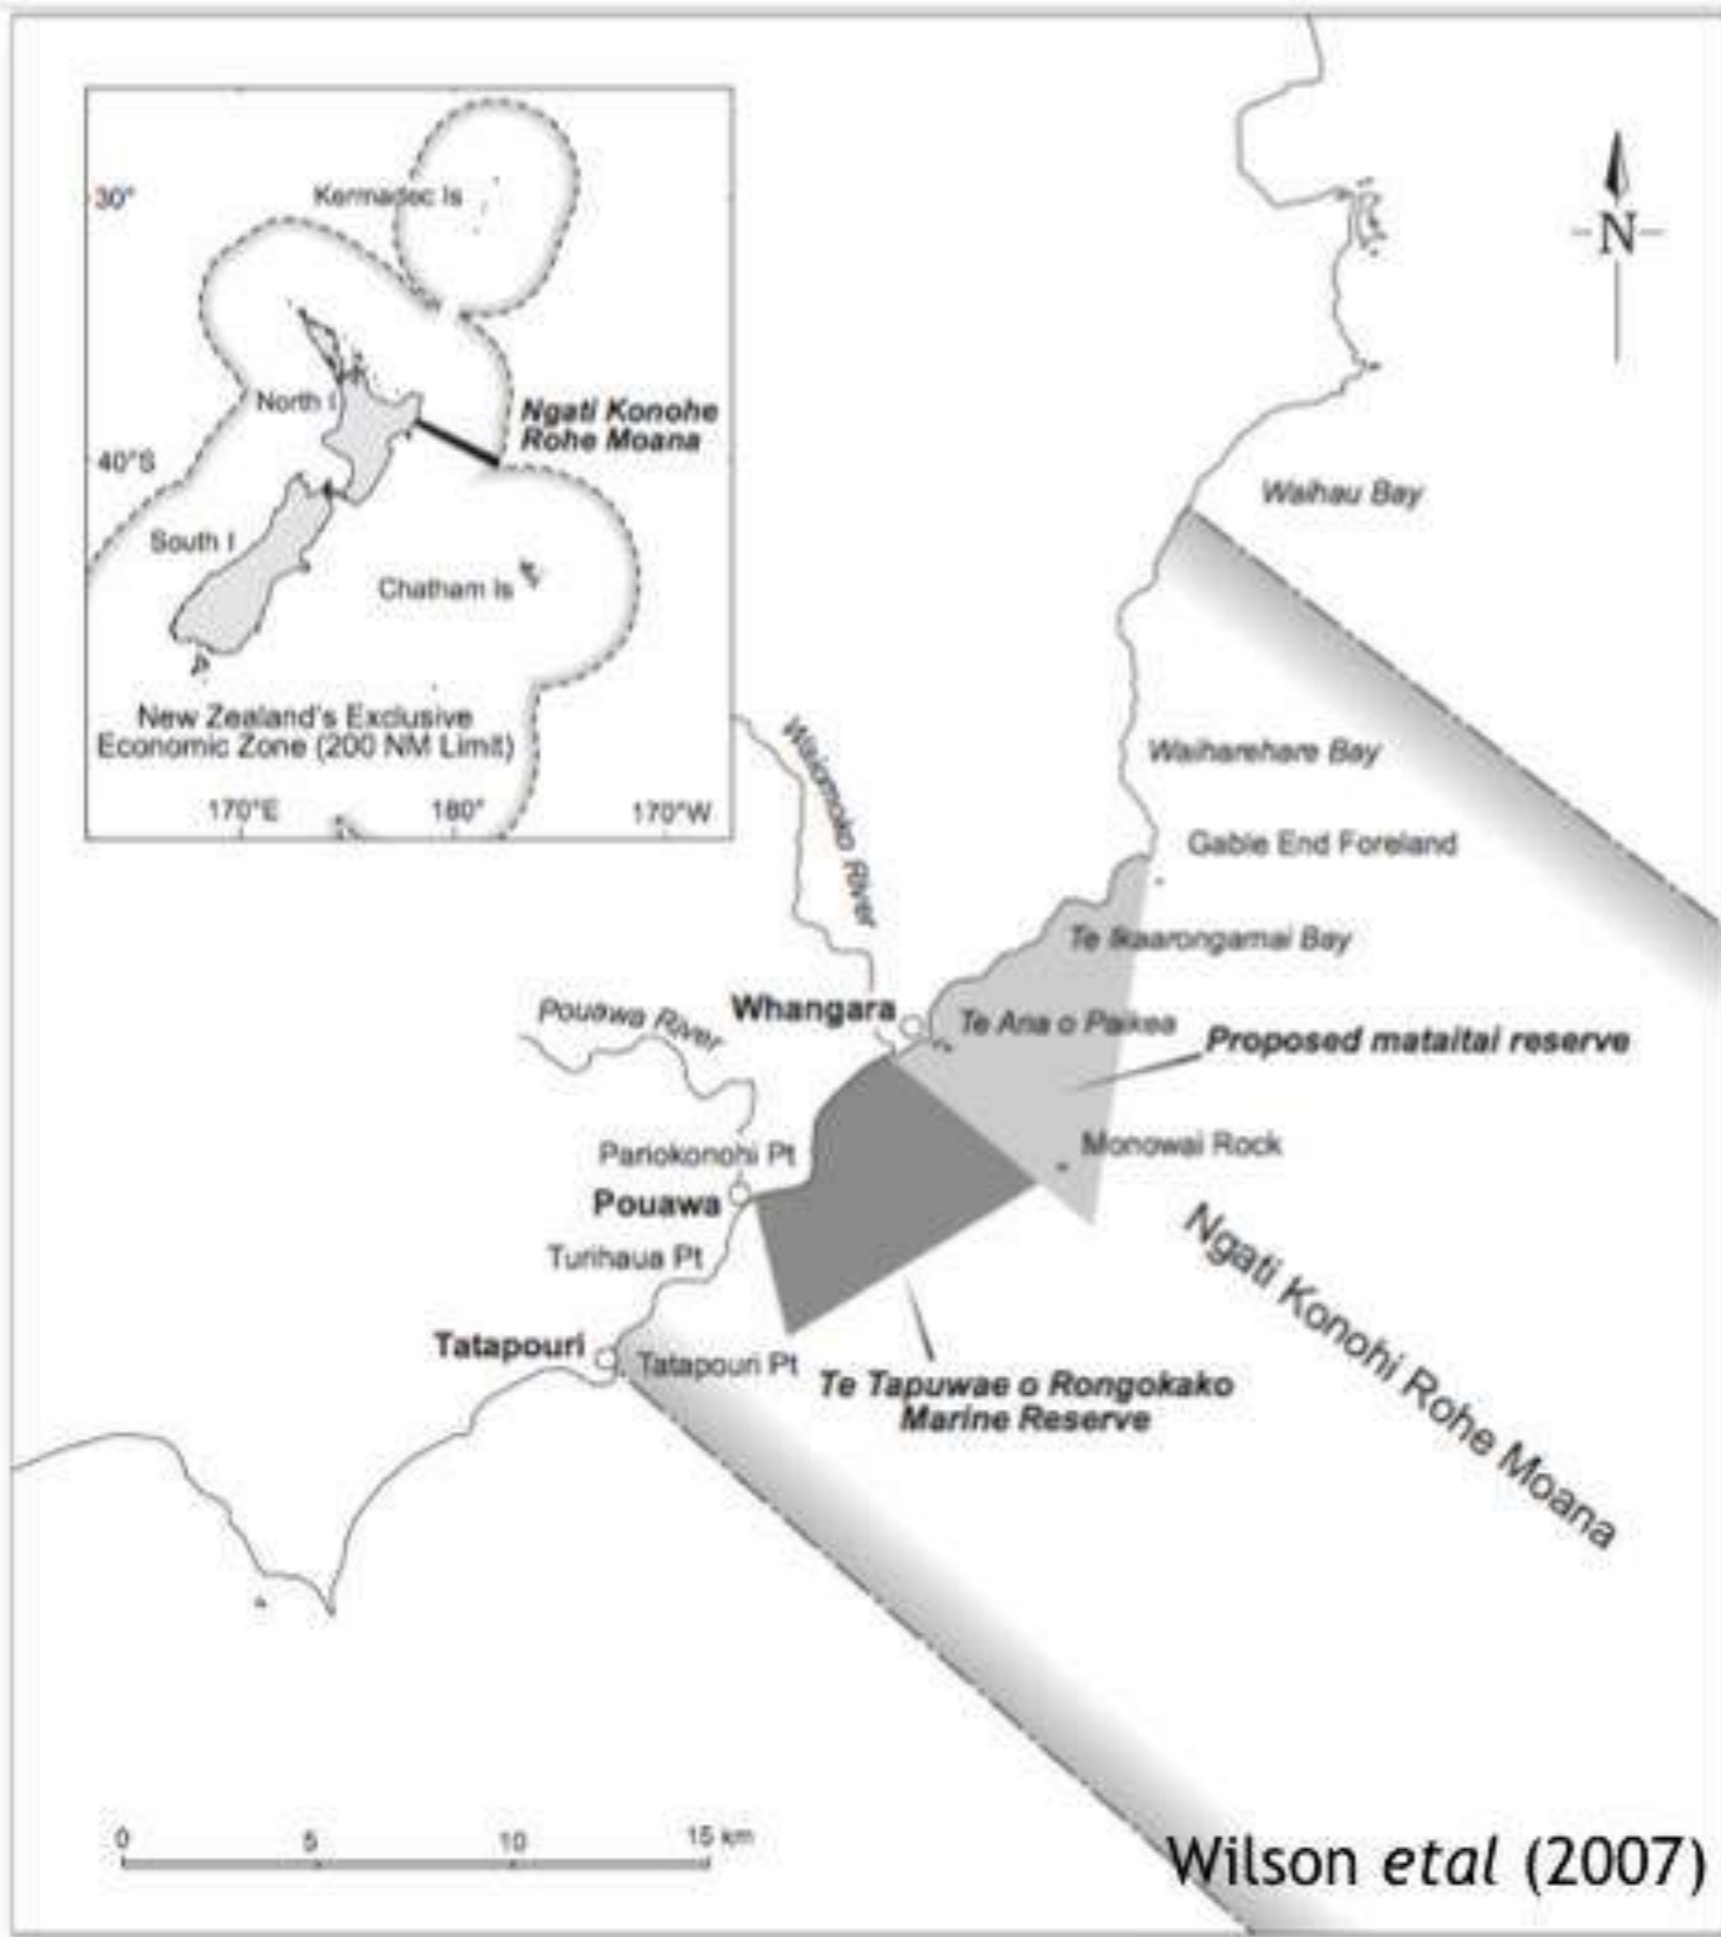 Kermadec Is
30°
North I
Ngati Konohe
Rohe Moana
40°S
South I
Chatham Is
New Zealand's Exclusive
Economic Zone (200 NM Limit)
170°E
180°
170°W
N
Waihau Bay
Waiharehare Bay
Gable End Foreland
Waiomoko River
Te Ikaarongamai Bay
Pouawa River
Whangara
Te Ana o Paikea
Proposed mataitai reserve
Monowai Rock
Pariokonohi Pt
Pouawa
Turihaua Pt
Ngati Konohi Rohe Moana
Tatapouri
Tatapouri Pt
Te Tapuwae o Rongokako
Marine Reserve
0
5
10
15 km
Wilson etal (2007)